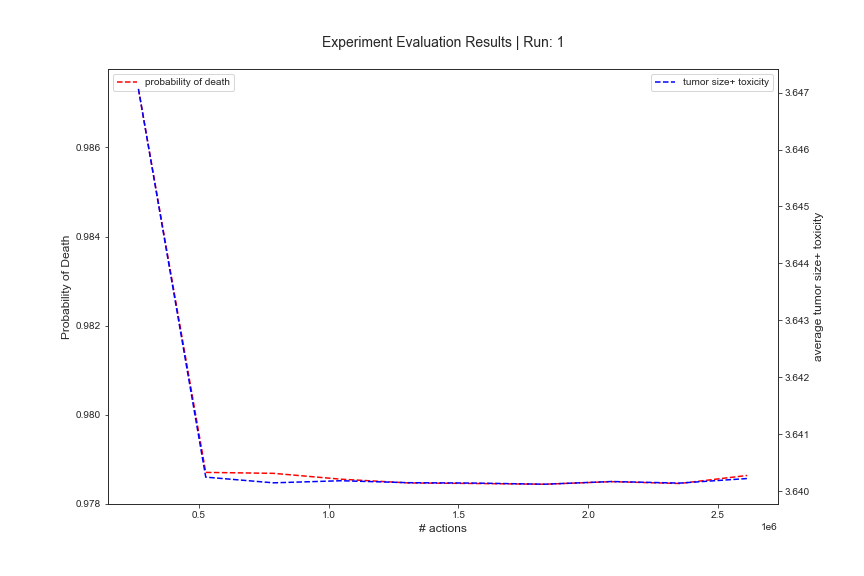 Experiment Evaluation Results | Run: 1
probability of death
tumor size+ toxicity
0.986
0.984
0.982
0.980
0.978
Probability of Death
3.647
3.646
3.645
3.644
3.643
3.642
3.641
3.640
average tumor size+ toxicity
0.5
1.0
1.5
2.0
2.5
1e6
# actions